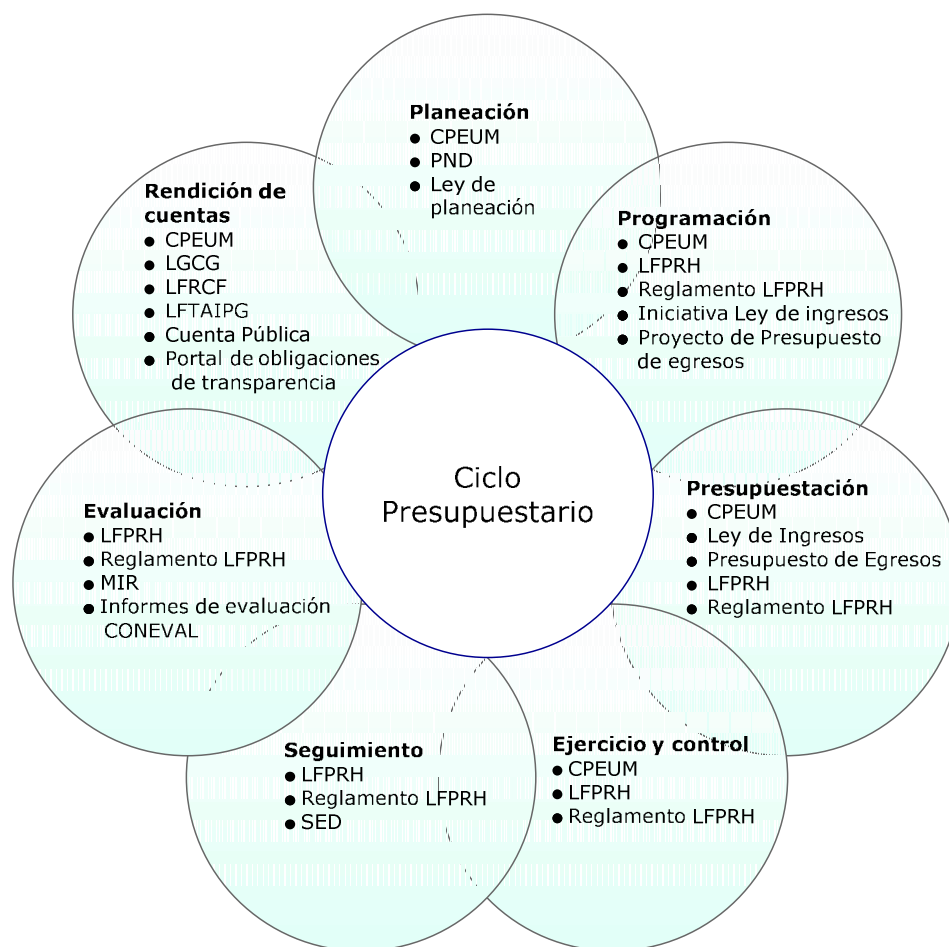 Planeación
● CPEUM
● PND
● Ley de
planeación
Programación
● CPEUM
● LFPRH
● Reglamento LFPRH
● Iniciativa Ley de ingresos
● Proyecto de Presupuesto
de egresos
Presupuestación
● CPEUM
● Ley de Ingresos
● Presupuesto de Egresos
● LFPRH
● Reglamento LFPRH
Ejercicio y control
● CPEUM
● LFPRH
● Reglamento LFPRH
Seguimiento
● LFPRH
● Reglamento LFPRH
● SED
Evaluación
● LFPRH
● Reglamento LFPRH
● MIR
● Informes de evaluación
CONEVAL
Rendición de
cuentas
● CPEUM
● LGCG
● LFRCF
● LFTAIPG
● Cuenta Pública
● Portal de obligaciones
de transparencia
Ciclo
Presupuestario